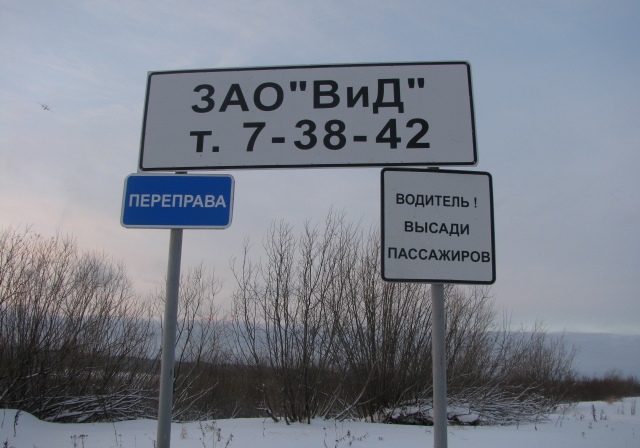 ЗАО "ВиД"
т. 7-38-42
ПЕРЕПРАВА
ВОДИТЕЛЬ !
ВЫСАДИ
ПАССАЖИРОВ